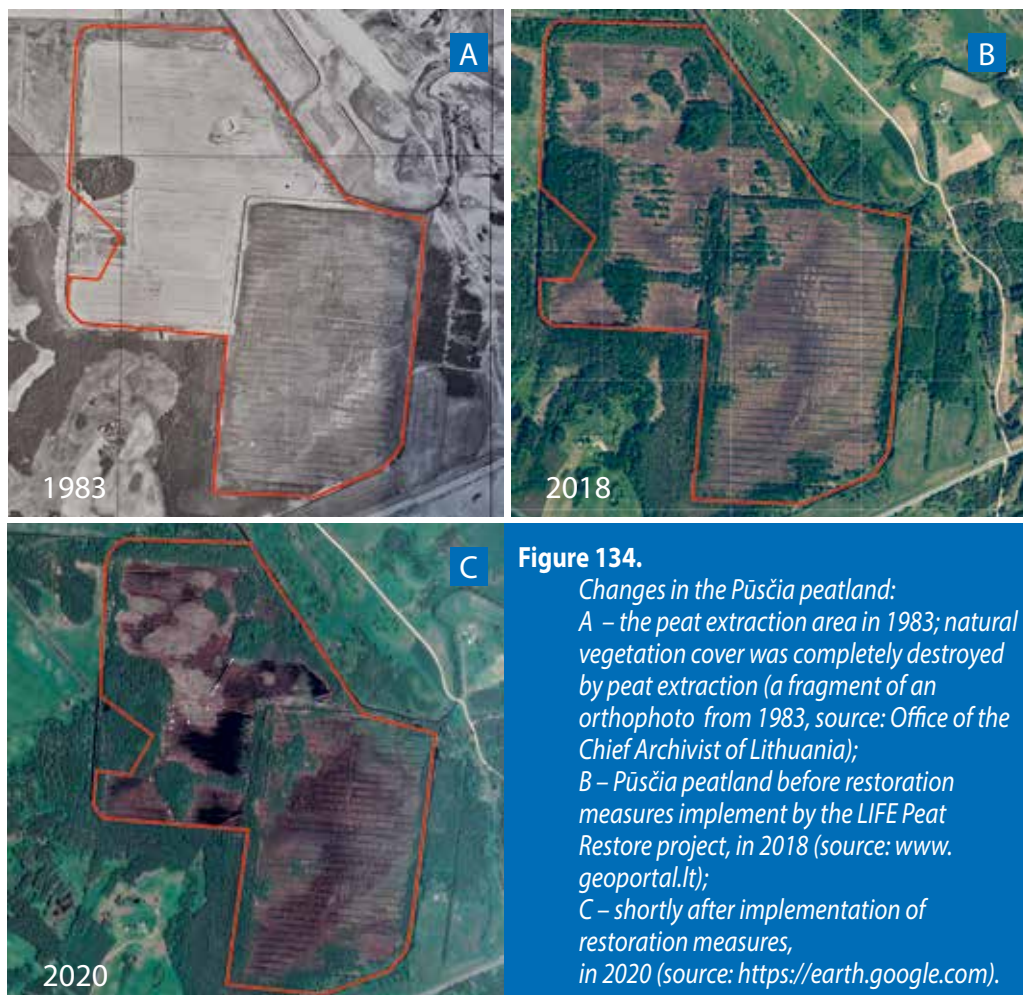 A
1983
B
2018
C
2020
Figure 134.
Changes in the Pūsčia peatland:
A – the peat extraction area in 1983; natural
vegetation cover was completely destroyed
by peat extraction (a fragment of an
orthophoto from 1983, source: Office of the
Chief Archivist of Lithuania);
B – Pūsčia peatland before restoration
measures implement by the LIFE Peat
Restore project, in 2018 (source: www.
geoportal.lt);
C – shortly after implementation of
restoration measures,
in 2020 (source: https://earth.google.com).